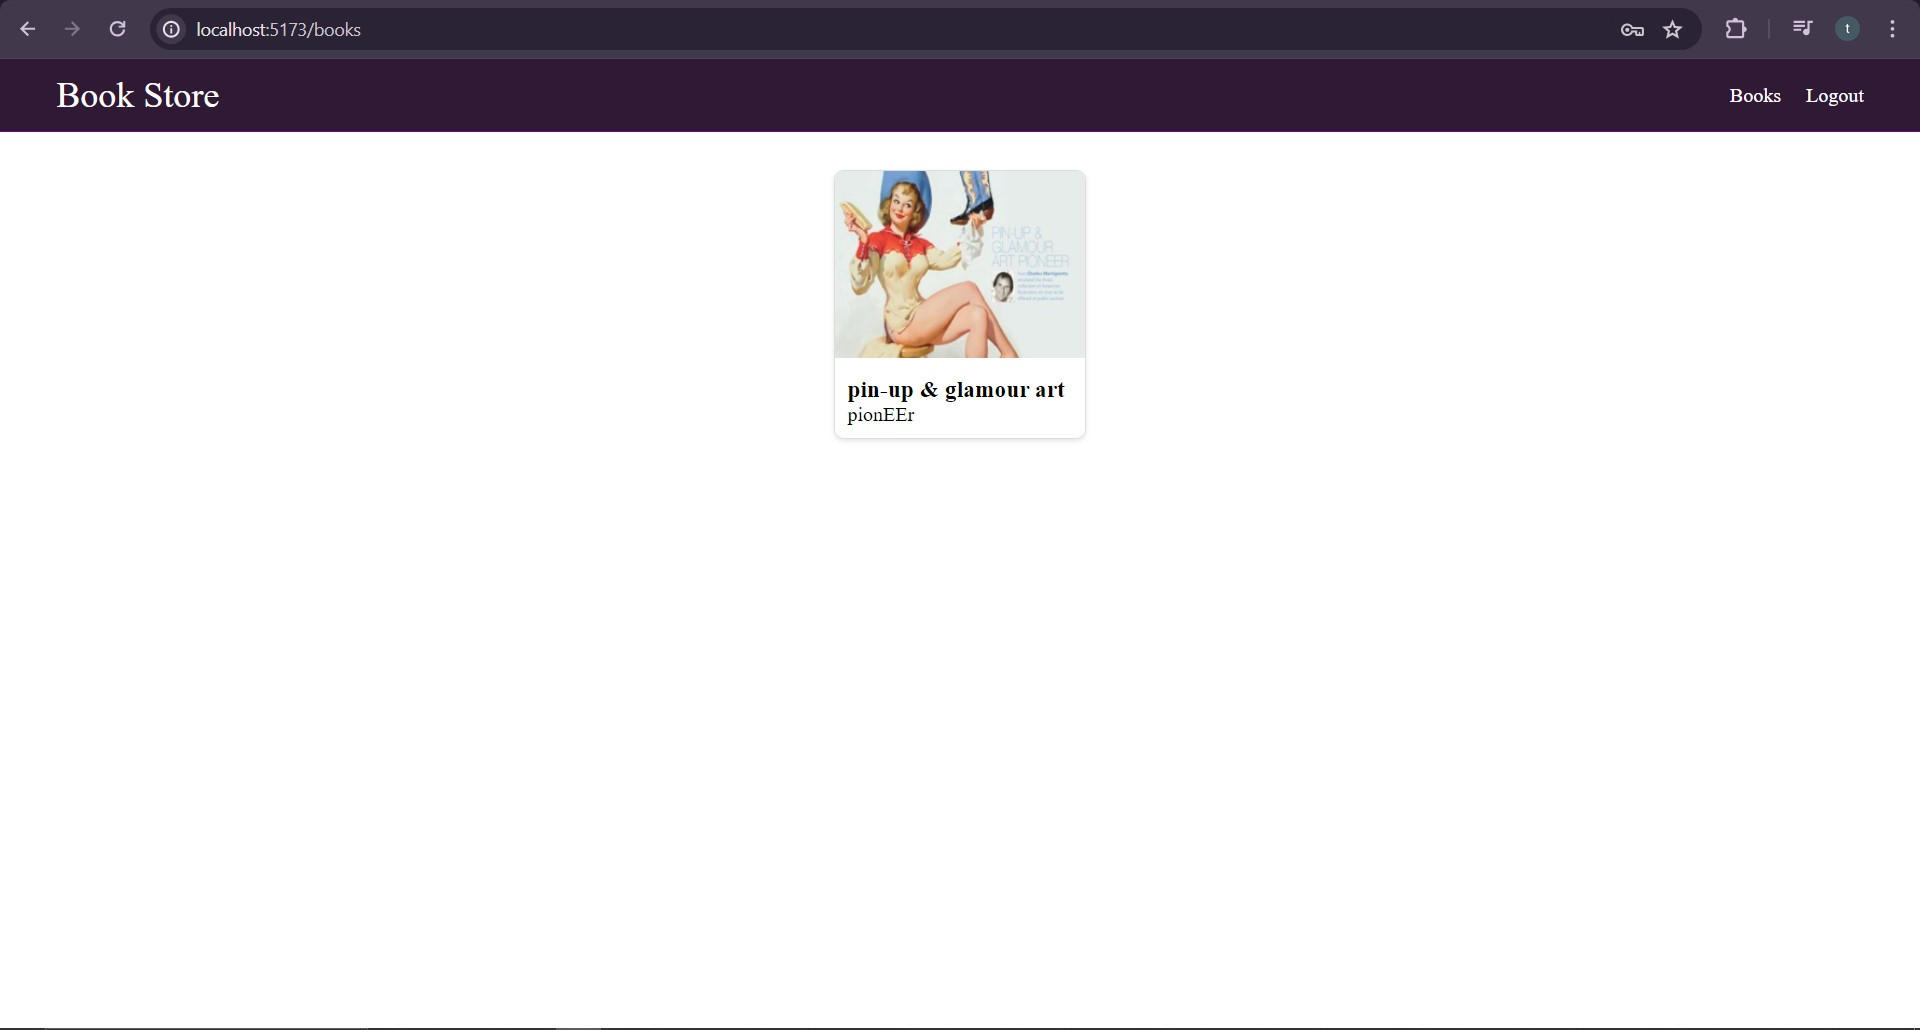 localhost:5173/books
t
Book Store
Books
Logout
PIN-UP &
GLAMOUR
ART PIONEER
pin-up & glamour art
pionEEr